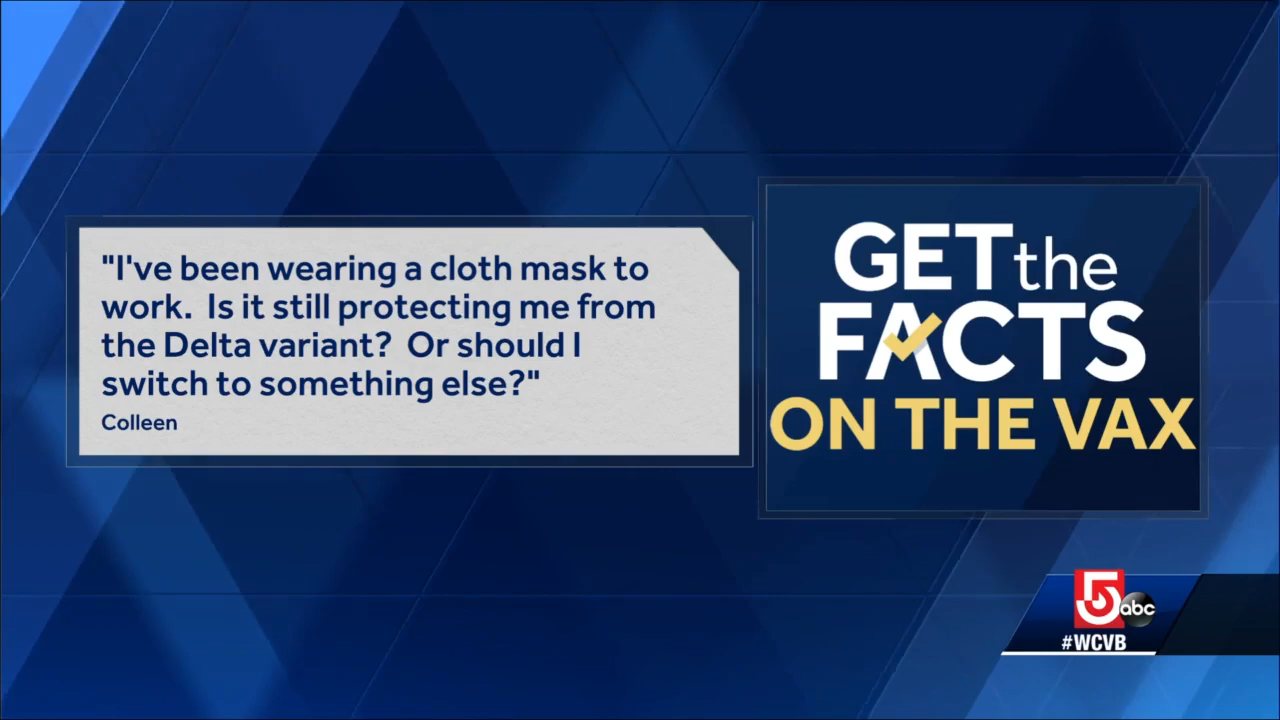 "I've been wearing a cloth mask to
work. Is it still protecting me from
the Delta variant? Or should I
switch to something else?"
Colleen
GET the
FACTS
ON THE VAX
5 abc
#WCVB